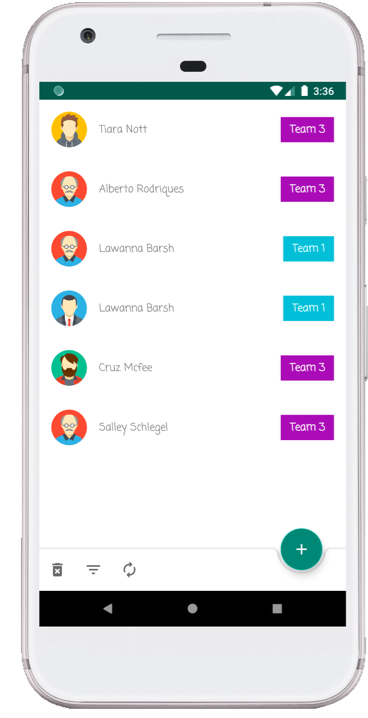 3:36
Tiara Nott Team 3
Alberto Rodriques Team 3
Lawanna Barsh Team 1
Lawanna Barsh Team 1
Cruz Mcfee Team 3
Salley Schlegel Team 3